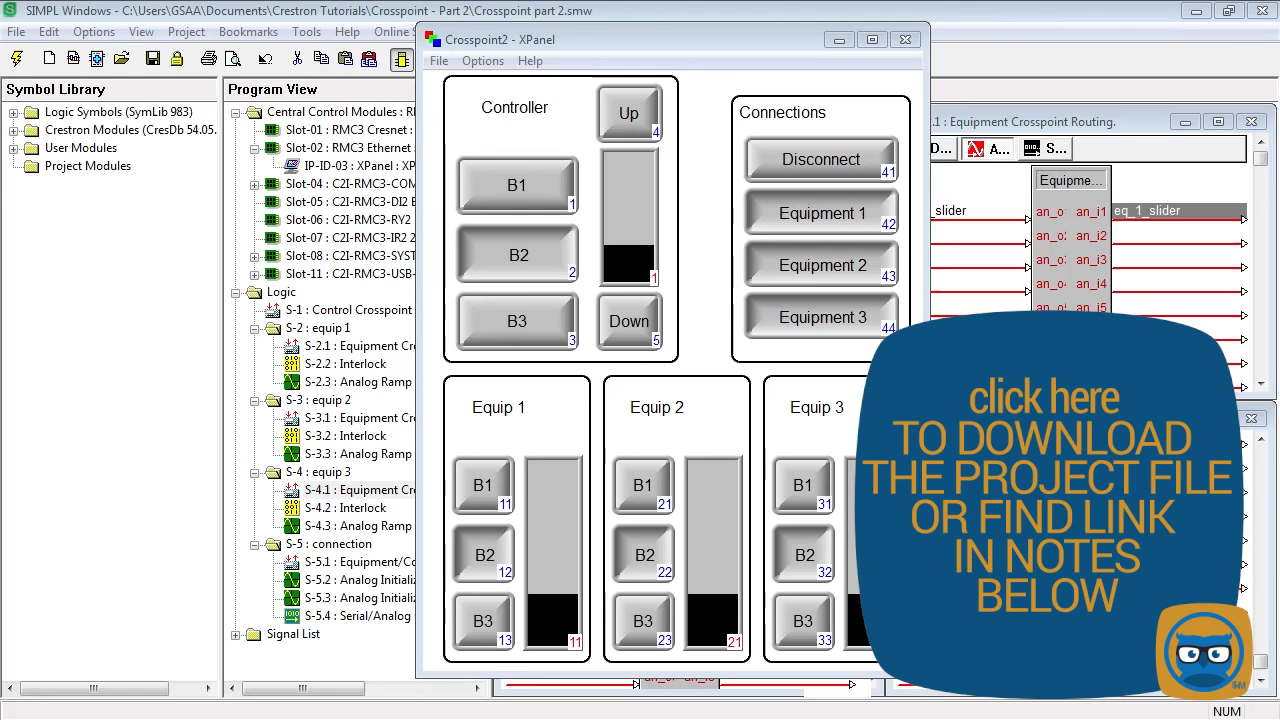 SIMPL Windows - C:\Users\GSAA\Documents\Crestron Tutorials\Crosspoint - Part 2\Crosspoint part 2.smw
File Edit Options View Project Bookmarks Tools Help Online
Symbol Library
Logic Symbols (SymLib 983)
Crestron Modules (CresDb 54.05.
User Modules
Project Modules
Program View
Central Control Modules : RI
Slot-01 : RMC3 Cresnet :
Slot-02 : RMC3 Ethernet
IP-ID-03 : XPanel : XP
Slot-04 : C2I-RMC3-COM
Slot-05 : C2I-RMC3-DI2
Slot-06 : C2I-RMC3-RY2
Slot-07 : C2I-RMC3-IR2
Slot-08 : C2I-RMC3-SYST
Slot-11 : C2I-RMC3-USB-
Logic
S-1 : Control Crosspoint
S-2 : equip 1
S-2.1 : Equipment Cr
S-2.2 : Interlock
S-2.3 : Analog Ramp
S-3 : equip 2
S-3.1 : Equipment Cr
S-3.2 : Interlock
S-3.3 : Analog Ramp
S-4 : equip 3
S-4.1 : Equipment Cr
S-4.2 : Interlock
S-4.3 : Analog Ramp
S-5 : connection
S-5.1 : Equipment/Co
S-5.2 : Analog Initializ
S-5.3 : Analog Initializ
S-5.4 : Serial/Analog
Signal List
Crosspoint2 - XPanel
File Options Help
Controller
Up
4
B1
1
B2
2
1
B3
3
Down
5
Connections
Disconnect
41
Equipment 1
42
Equipment 2
43
Equipment 3
44
Equip 1
B1
11
B2
12
B3
13
11
Equip 2
B1
21
B2
22
B3
23
21
Equip 3
B1
31
B2
32
B3
33
.1 : Equipment Crosspoint Routing.
D... A... S...
Equipme...
_slider an_o an_i1 eq_1_slider
an_o an_i2
an_o an_i3
an_o an_i4
an_o an_i5
click here
TO DOWNLOAD
THE PROJECT FILE
OR FIND LINK
IN NOTES
BELOW
SM
NUM